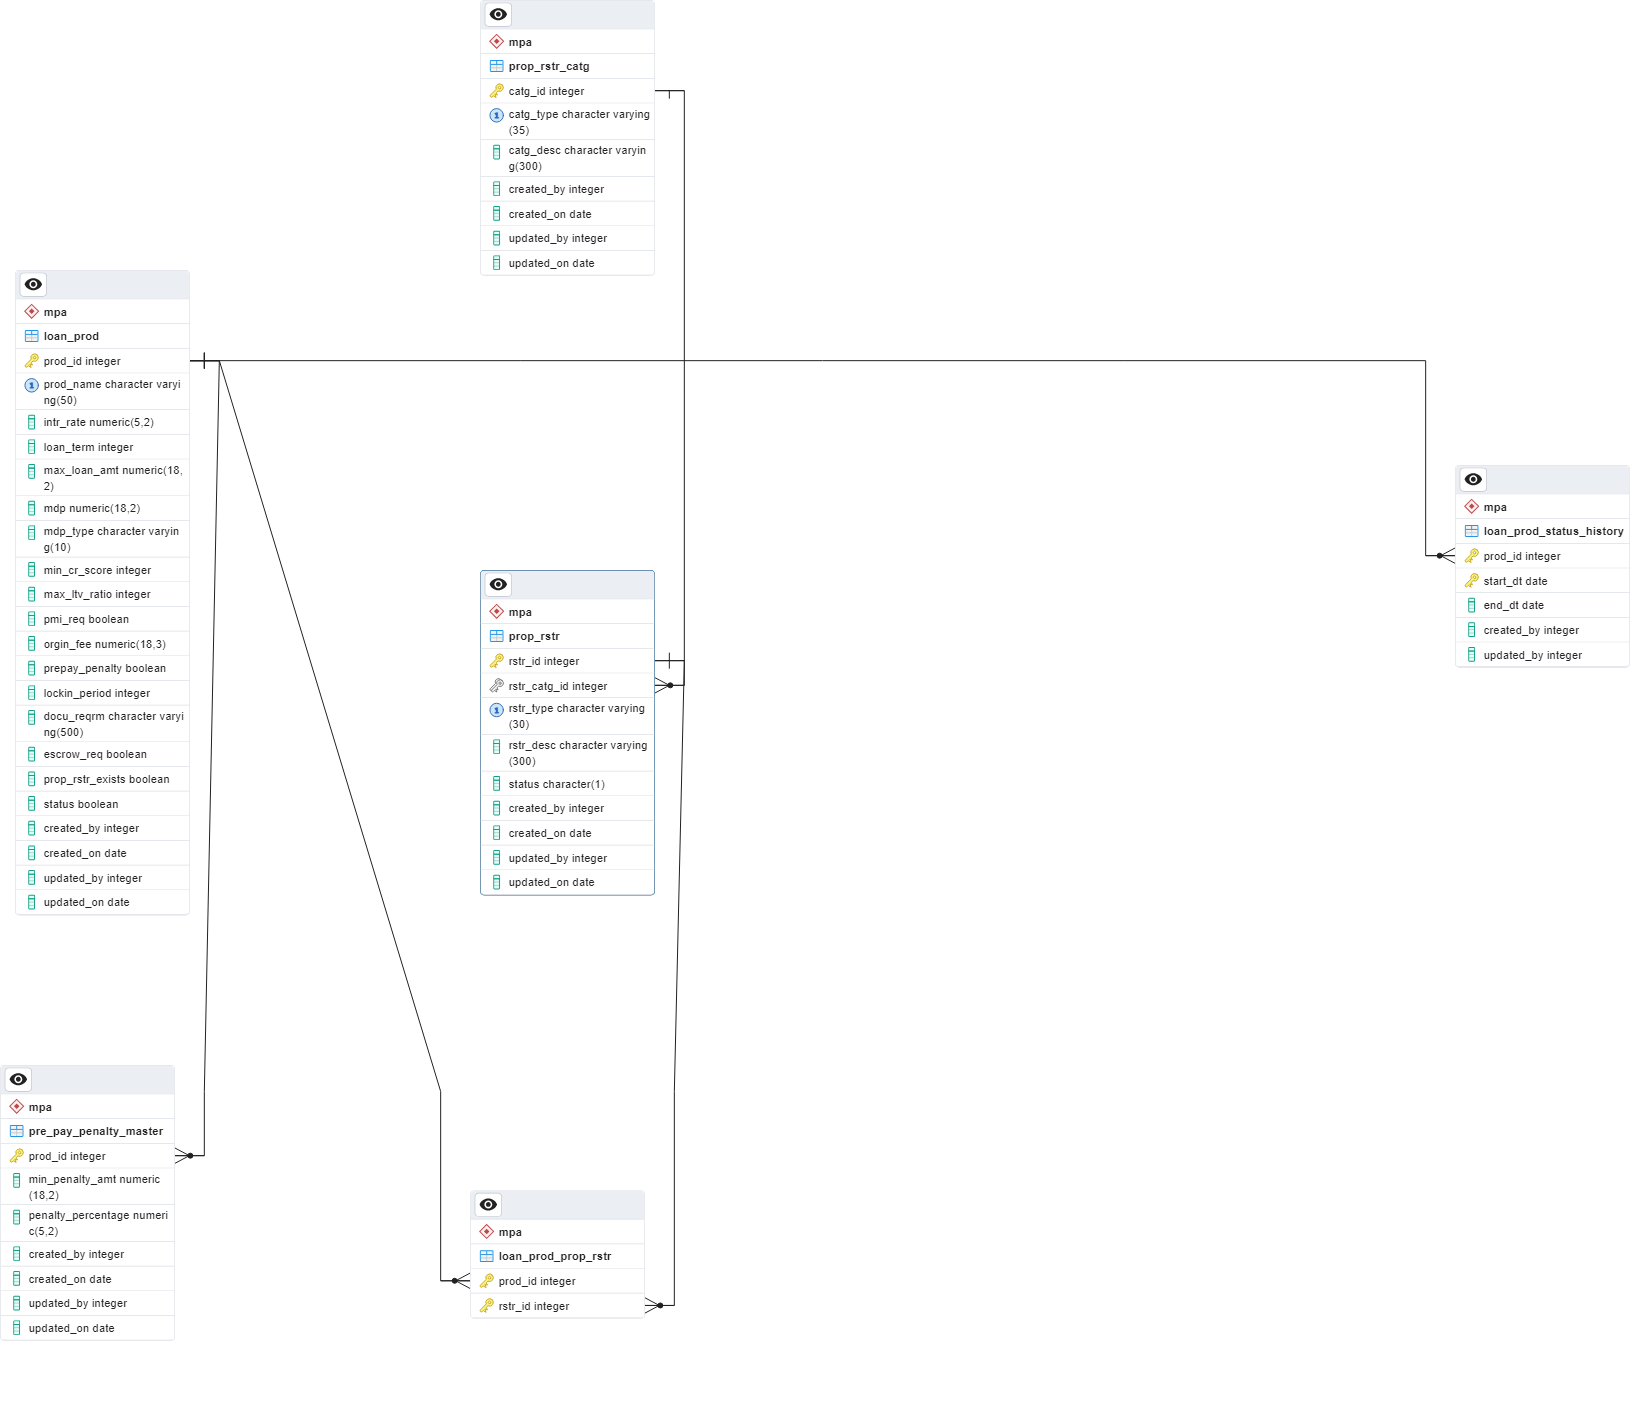 mpa
prop_rstr_catg
catg_id integer
catg_type character varying
(35)
catg_desc character varyin
g(300)
created_by integer
created_on date
updated_by integer
updated_on date
mpa
loan_prod
prod_id integer
prod_name character varyi
ng(50)
intr_rate numeric(5,2)
loan_term integer
max_loan_amt numeric(18,
2)
mdp numeric(18,2)
mdp_type character varyin
g(10)
min_cr_score integer
max_ltv_ratio integer
pmi_req boolean
orgin_fee numeric(18,3)
prepay_penalty boolean
lockin_period integer
docu_reqrm character varyi
ng(500)
escrow_req boolean
prop_rstr_exists boolean
status boolean
created_by integer
created_on date
updated_by integer
updated_on date
mpa
loan_prod_status_history
prod_id integer
start_dt date
end_dt date
created_by integer
updated_by integer
mpa
prop_rstr
rstr_id integer
rstr_catg_id integer
rstr_type character varying
(30)
rstr_desc character varying
(300)
status character(1)
created_by integer
created_on date
updated_by integer
updated_on date
mpa
pre_pay_penalty_master
prod_id integer
min_penalty_amt numeric
(18,2)
penalty_percentage numeri
c(5,2)
created_by integer
created_on date
updated_by integer
updated_on date
mpa
loan_prod_prop_rstr
prod_id integer
rstr_id integer